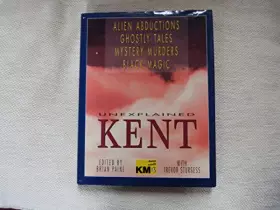 ALIEN ABDUCTIONS
GHOSTLY TALES
MYSTERY MURDERS
BLACK MAGIC
UNEXPLAINED
KENT
EDITED BY
BRIAN PAINE
KM
WITH
TREVOR STURGESS